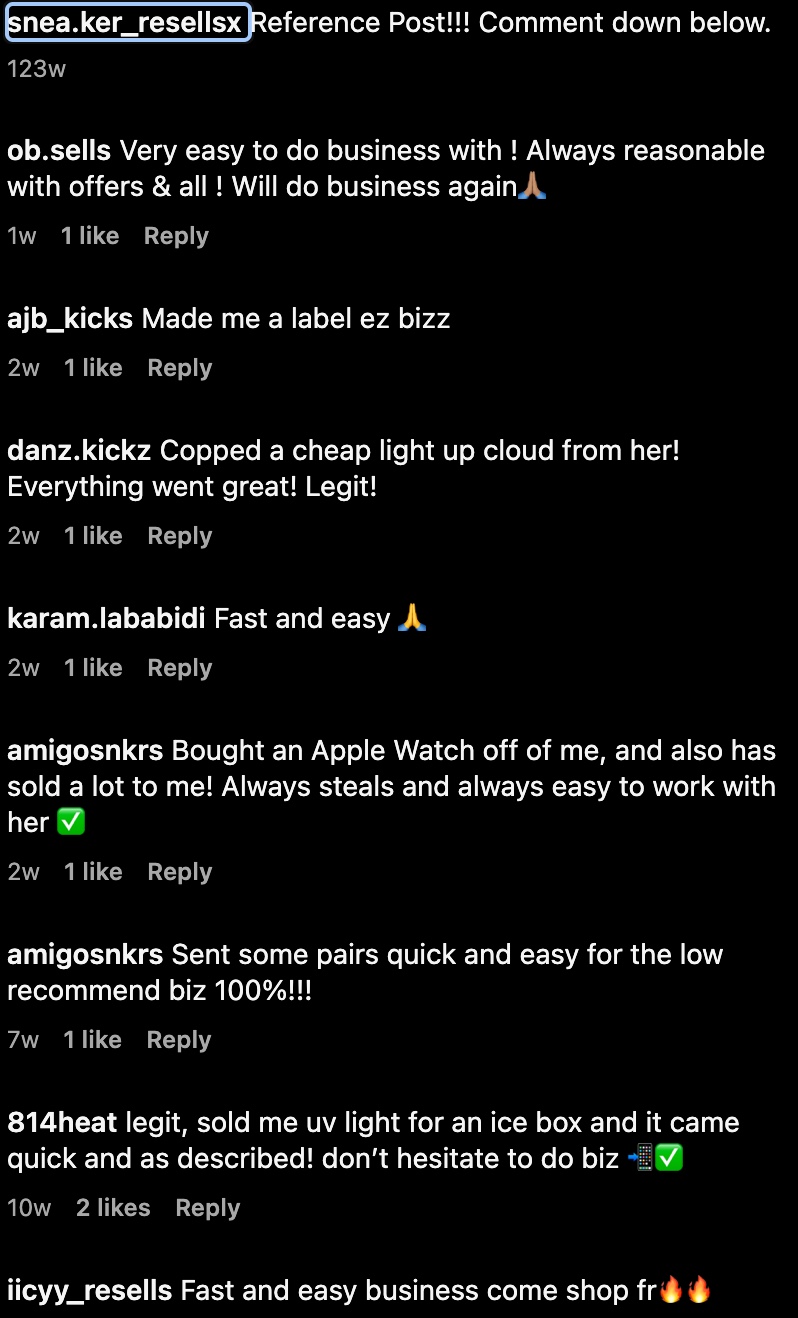 snea.ker_resellsx Reference Post!!! Comment down below.
123w
ob.sells Very easy to do business with ! Always reasonable
with offers & all ! Will do business again🙏🏽
1w 1 like Reply
ajb_kicks Made me a label ez bizz
2w 1 like Reply
danz.kickz Copped a cheap light up cloud from her!
Everything went great! Legit!
2w 1 like Reply
karam.lababidi Fast and easy 🙏
2w 1 like Reply
amigosnkrs Bought an Apple Watch off of me, and also has
sold a lot to me! Always steals and always easy to work with
her ✅
2w 1 like Reply
amigosnkrs Sent some pairs quick and easy for the low
recommend biz 100%!!!
7w 1 like Reply
814heat legit, sold me uv light for an ice box and it came
quick and as described! don’t hesitate to do biz 📲✅
10w 2 likes Reply
iicyy_resells Fast and easy business come shop fr🔥🔥